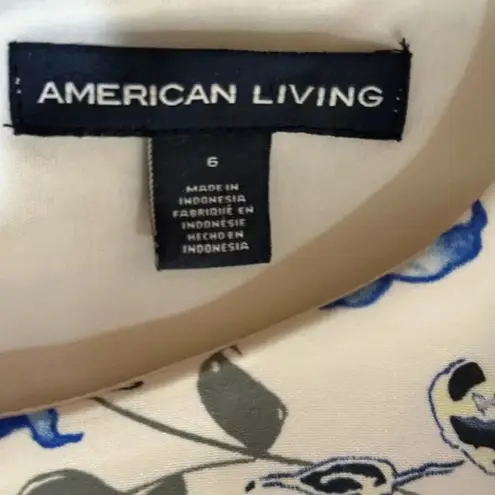 AMERICAN LIVING
6
MADE IN
INDONESIA
FABRIQUÉ EN
INDONÉSIE
HECHO EN
INDONESIA